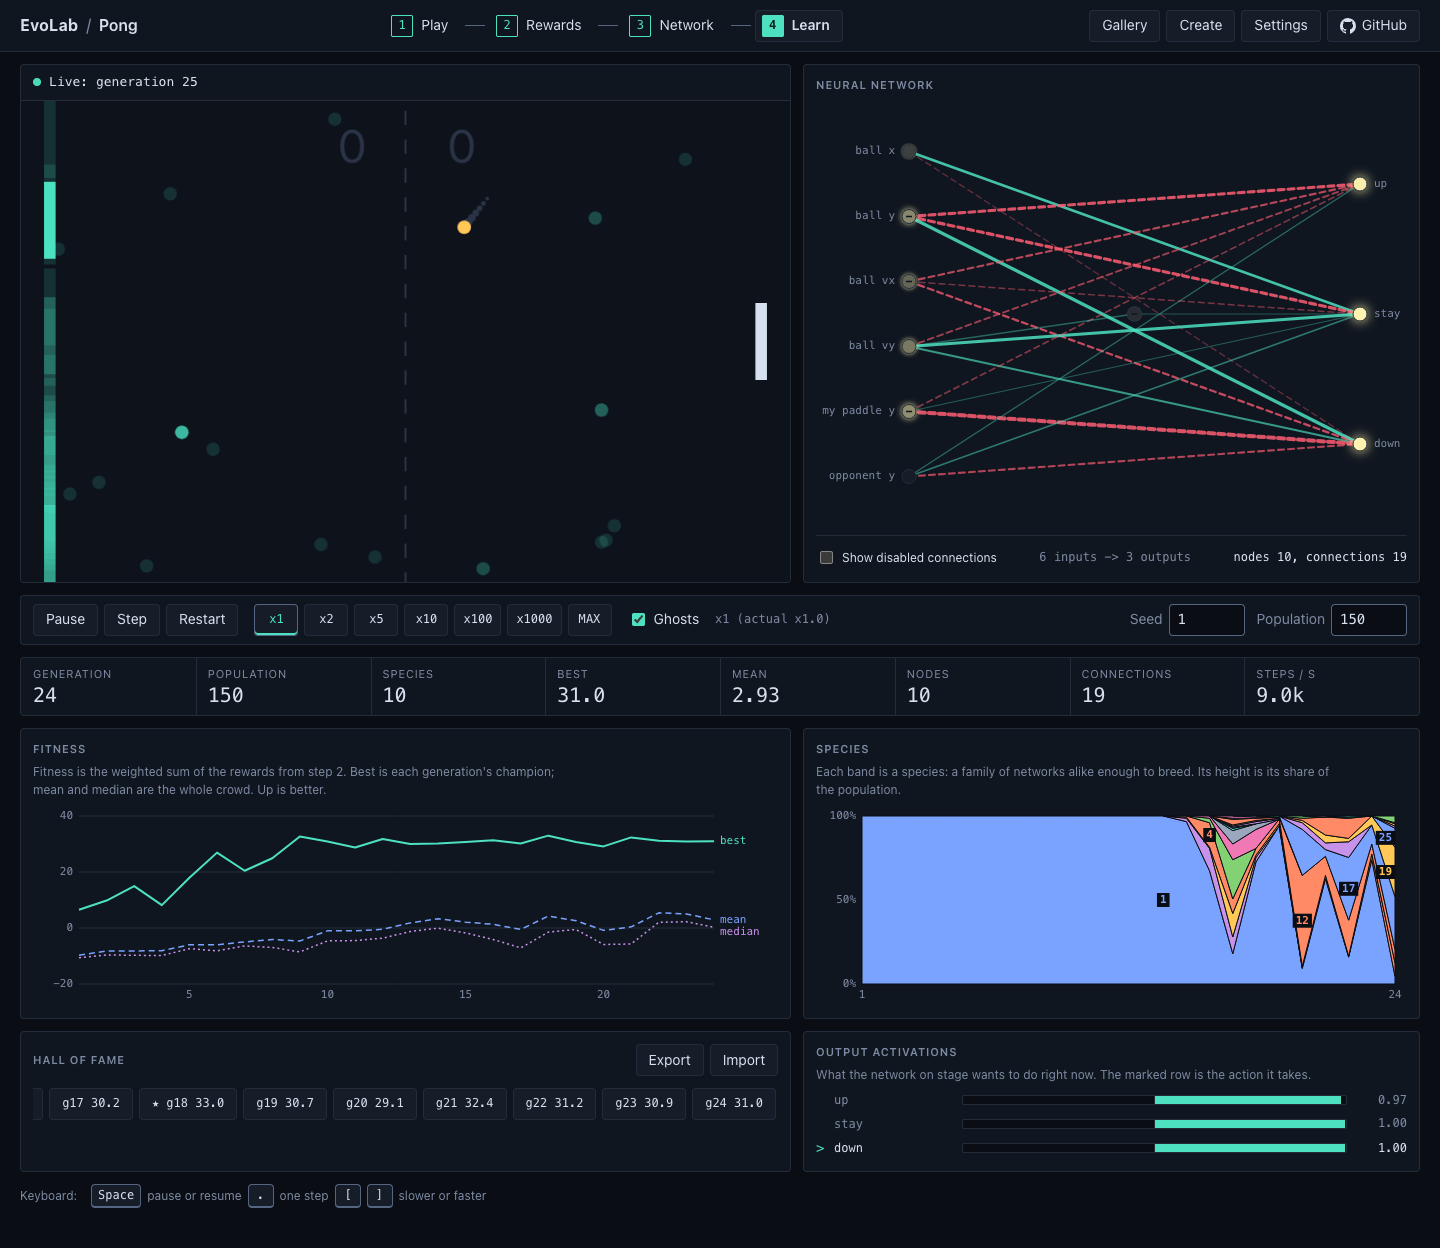 EvoLab / Pong
1 Play
2 Rewards
3 Network
4 Learn
Gallery
Create
Settings
GitHub
Live: generation 25
0 0
NEURAL NETWORK
ball x
ball y
ball vx
ball vy
my paddle y
opponent y
up
stay
down
Show disabled connections
6 inputs -> 3 outputs
nodes 10, connections 19
Pause
Step
Restart
x1
x2
x5
x10
x100
x1000
MAX
Ghosts
x1 (actual x1.0)
Seed 1
Population 150
GENERATION
24
POPULATION
150
SPECIES
10
BEST
31.0
MEAN
2.93
NODES
10
CONNECTIONS
19
STEPS / S
9.0k
FITNESS
Fitness is the weighted sum of the rewards from step 2. Best is each generation's champion;
mean and median are the whole crowd. Up is better.
40
20
0
−20
5
10
15
20
best
mean
median
SPECIES
Each band is a species: a family of networks alike enough to breed. Its height is its share of
the population.
100%
50%
0%
1
24
1
4
12
17
19
25
HALL OF FAME
Export
Import
g17 30.2
★ g18 33.0
g19 30.7
g20 29.1
g21 32.4
g22 31.2
g23 30.9
g24 31.0
OUTPUT ACTIVATIONS
What the network on stage wants to do right now. The marked row is the action it takes.
up 0.97
stay 1.00
> down 1.00
Keyboard: Space pause or resume . one step [ ] slower or faster